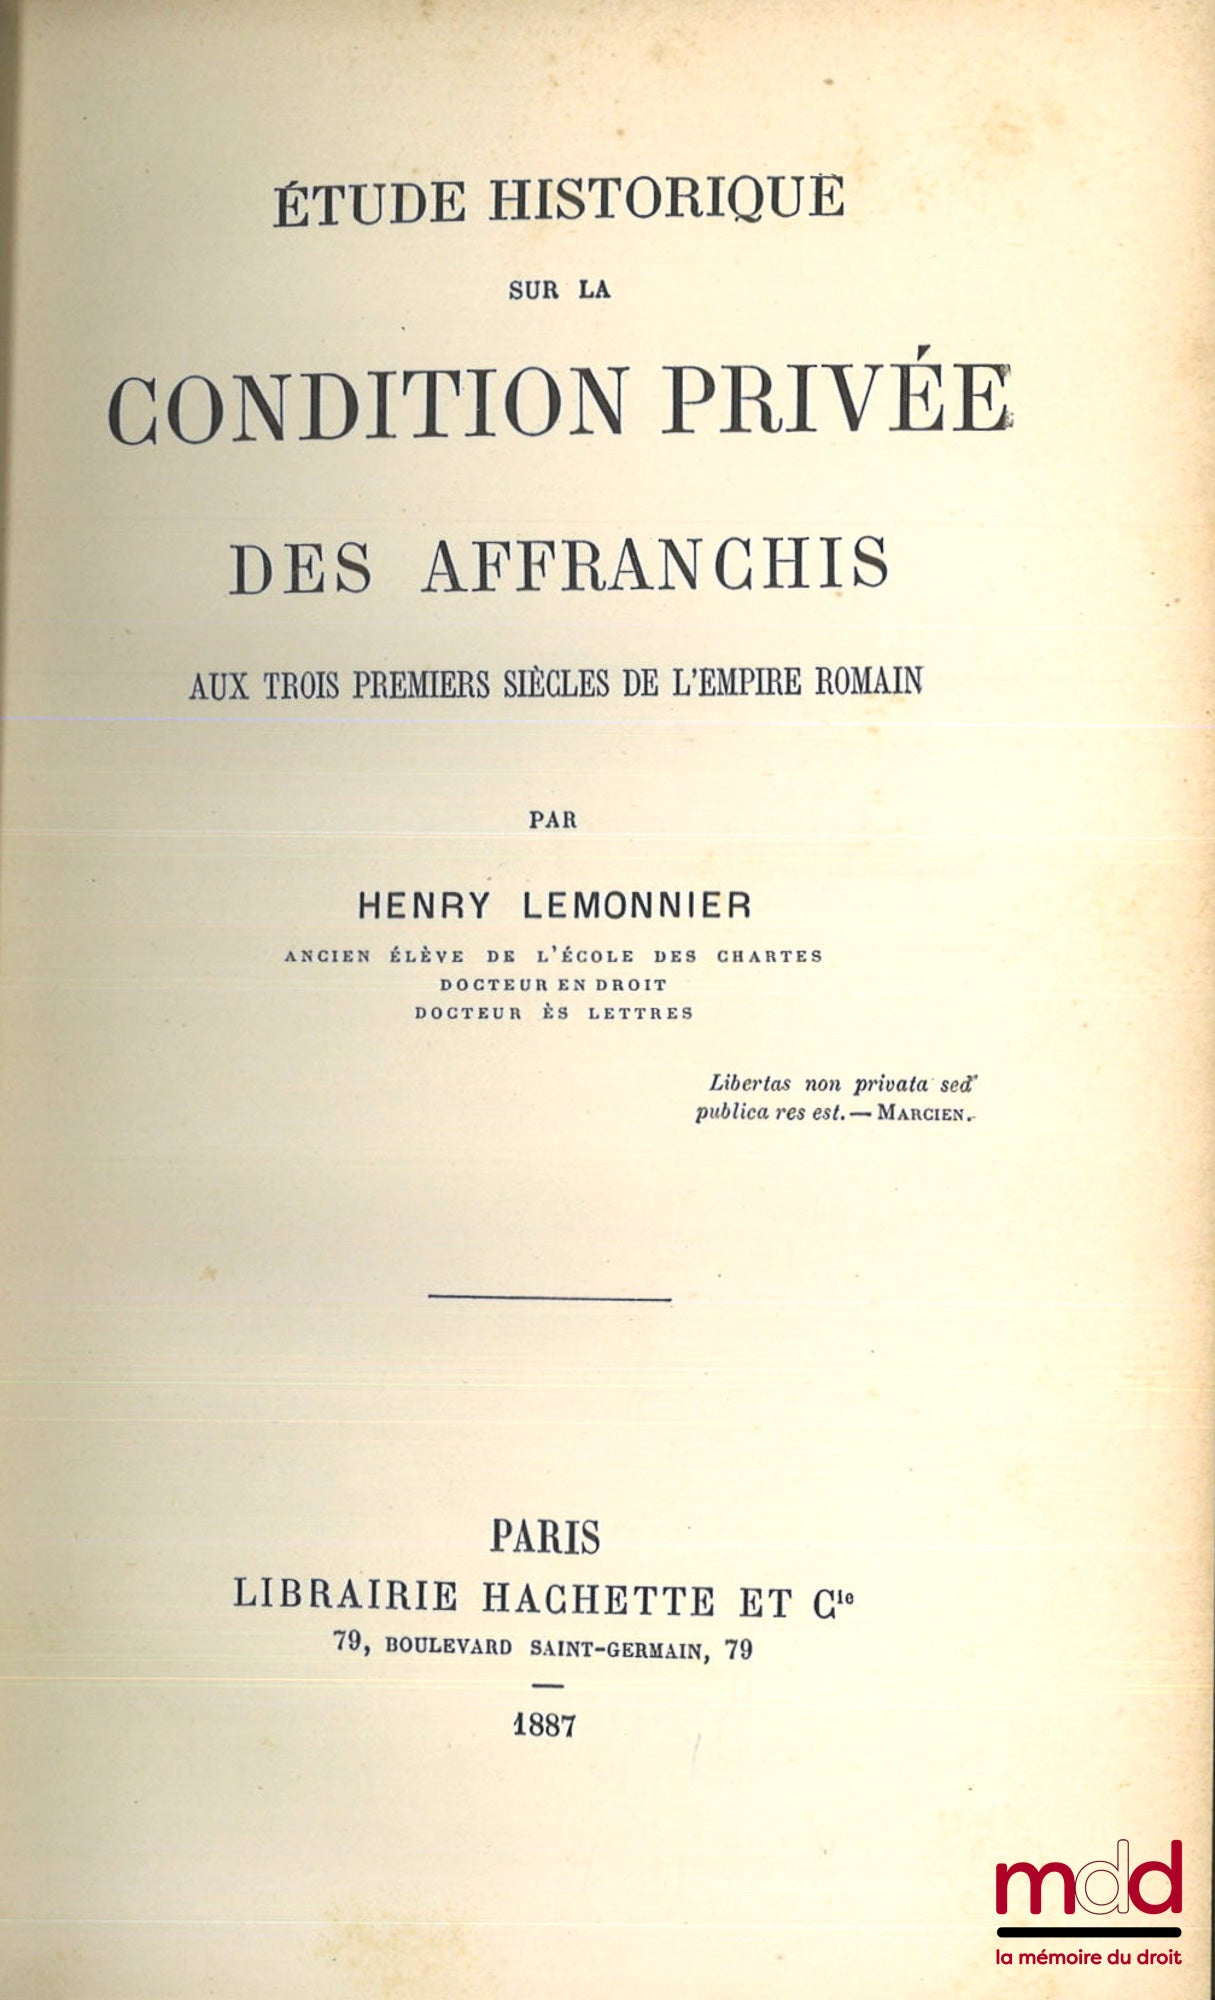 ÉTUDE HISTORIQUE
SUR LA
CONDITION PRIVÉE
DES AFFRANCHIS
AUX TROIS PREMIERS SIÈCLES DE L'EMPIRE ROMAIN
PAR
HENRY LEMONNIER
ANCIEN ÉLÈVE DE L'ÉCOLE DES CHARTES
DOCTEUR EN DROIT
DOCTEUR ÈS LETTRES
Libertas non privata sed
publica res est. — MARCIEN.
PARIS
LIBRAIRIE HACHETTE ET Cie
79, BOULEVARD SAINT-GERMAIN, 79
1887
mdd
la mémoire du droit